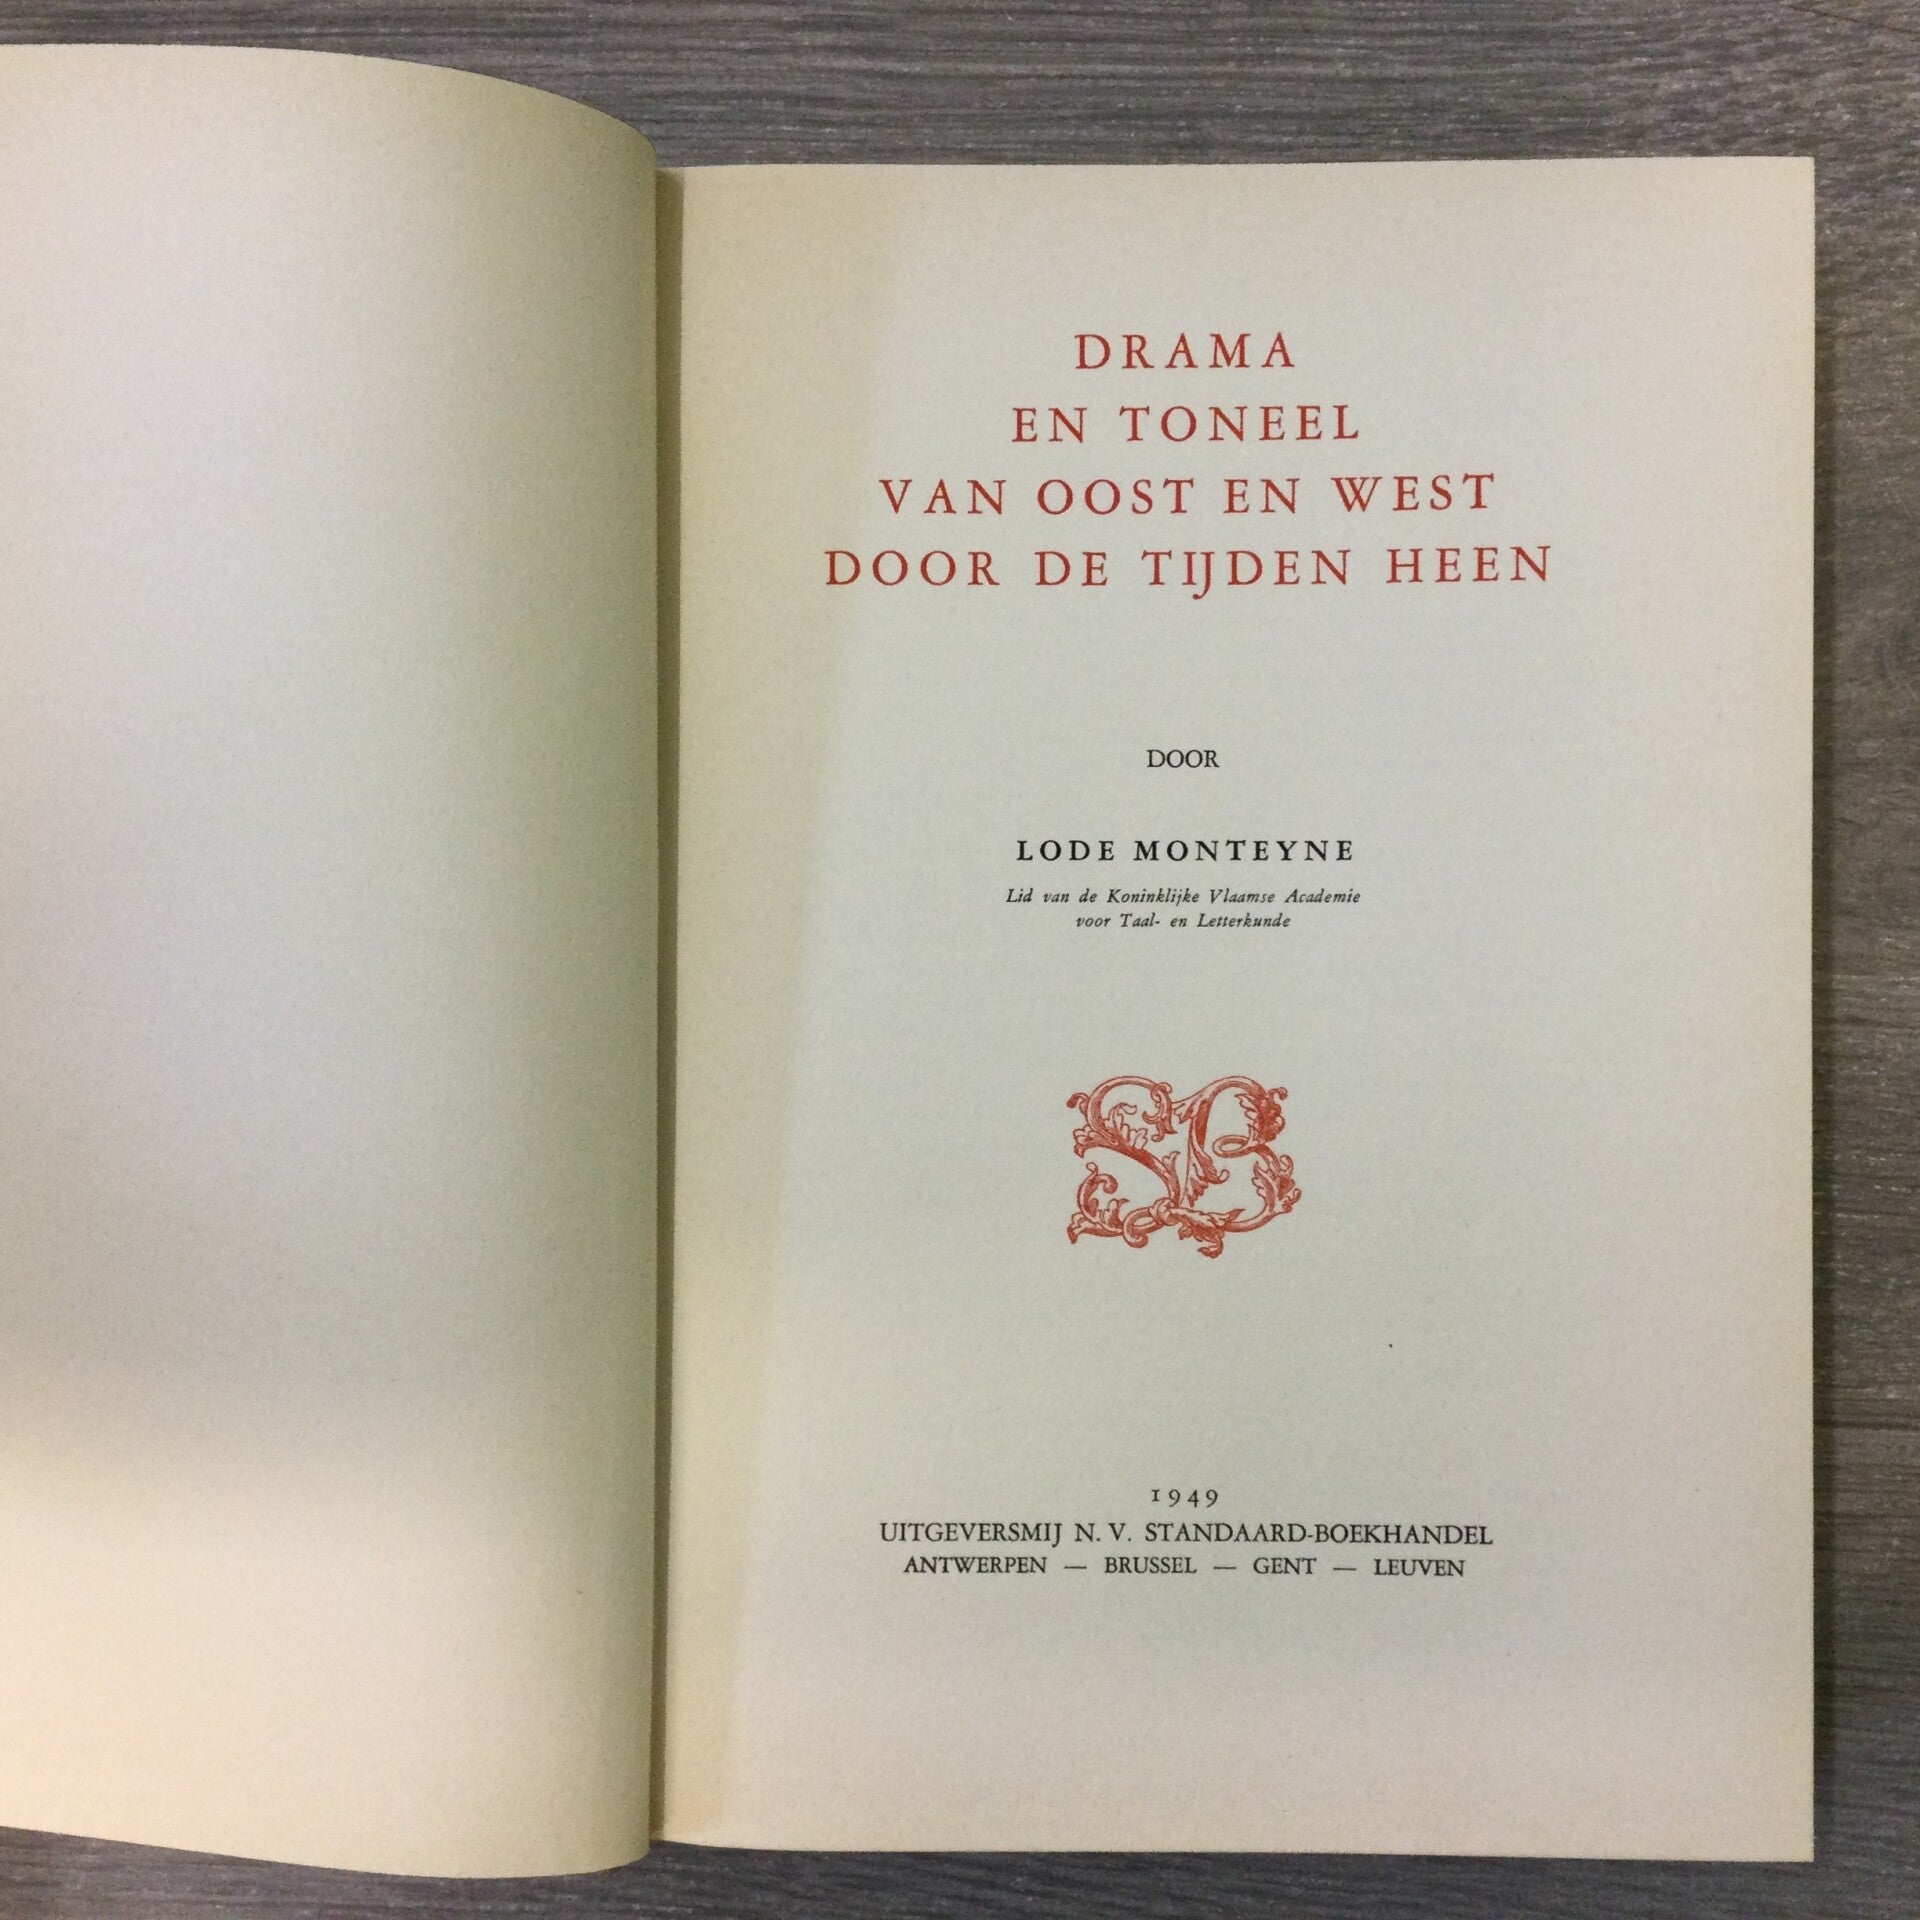 DRAMA
EN TONEEL
VAN OOST EN WEST
DOOR DE TIJDEN HEEN
DOOR
LODE MONTEYNE
Lid van de Koninklijke Vlaamse Academie
voor Taal- en Letterkunde
SB
1949
UITGEVERSMIJ N. V. STANDAARD-BOEKHANDEL
ANTWERPEN — BRUSSEL — GENT — LEUVEN